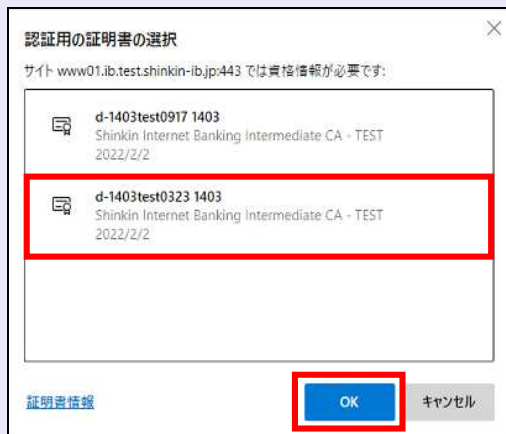 認証用の証明書の選択
サイト www01.ib.test.shinkin-ib.jp:443 では資格情報が必要です:
d-1403test0917 1403
Shinkin Internet Banking Intermediate CA - TEST
2022/2/2
d-1403test0323 1403
Shinkin Internet Banking Intermediate CA - TEST
2022/2/2
証明書情報
OK
キャンセル